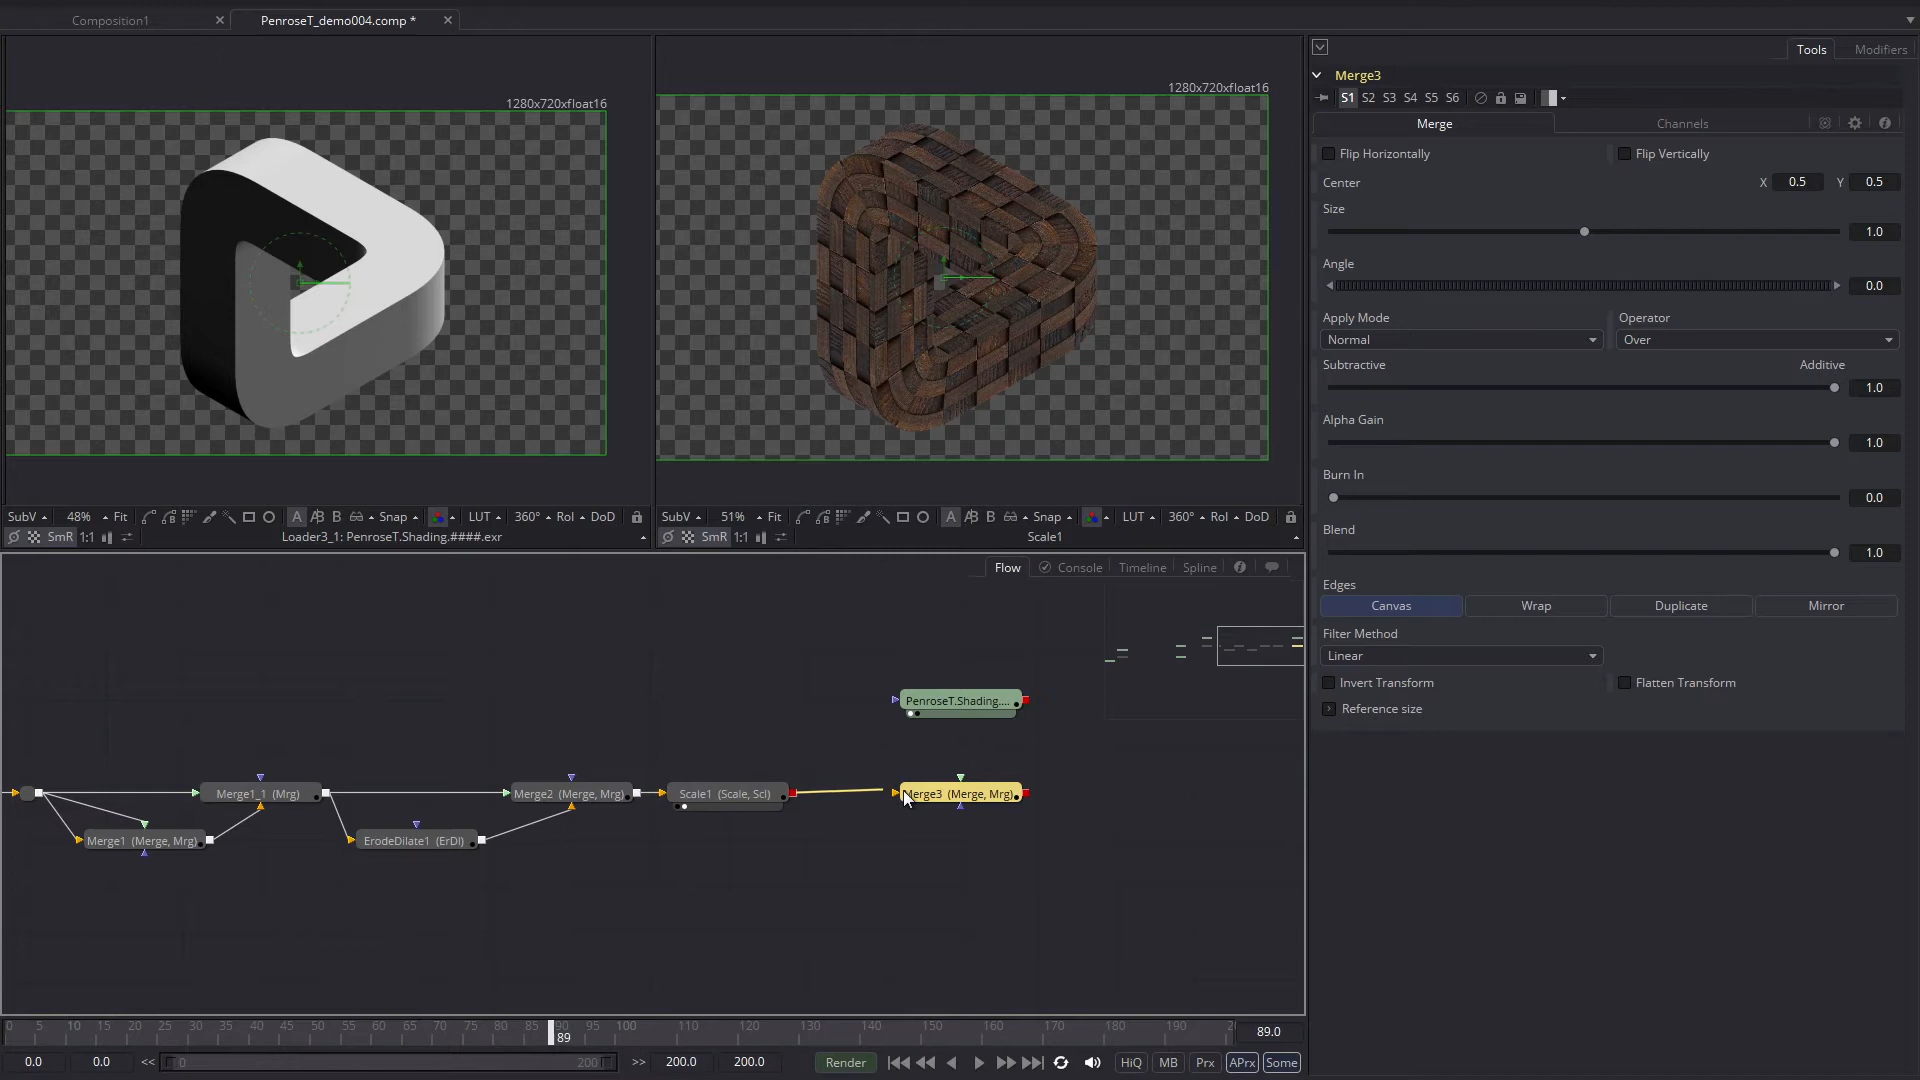 Composition1 ✕ PenroseT_demo004.comp * ✕
1280x720xfloat16
1280x720xfloat16
SubV 48% Fit A A|B B Snap LUT 360° RoI DoD
SmR 1:1 Loader3_1: PenroseT.Shading.####.exr
SubV 51% Fit A A|B B Snap LUT 360° RoI DoD
SmR 1:1 Scale1
Tools Modifiers
Merge3
S1 S2 S3 S4 S5 S6
Merge Channels
Flip Horizontally Flip Vertically
Center X 0.5 Y 0.5
Size
1.0
Angle
0.0
Apply Mode Operator
Normal Over
Subtractive Additive
1.0
Alpha Gain
1.0
Burn In
0.0
Blend
1.0
Edges
Canvas Wrap Duplicate Mirror
Filter Method
Linear
Invert Transform Flatten Transform
Reference size
Flow Console Timeline Spline
PenroseT.Shading....
Merge1_1 (Mrg) Merge2 (Merge, Mrg) Scale1 (Scale, Scl) Merge3 (Merge, Mrg)
Merge1 (Merge, Mrg) ErodeDilate1 (ErDl)
0 5 10 15 20 25 30 35 40 45 50 55 60 65 70 75 80 85 90 95 100 110 120 130 140 150 160 170 180 190 20
89 89.0
0.0 0.0 << 0 200 >> 200.0 200.0 Render HiQ MB Prx APrx Some